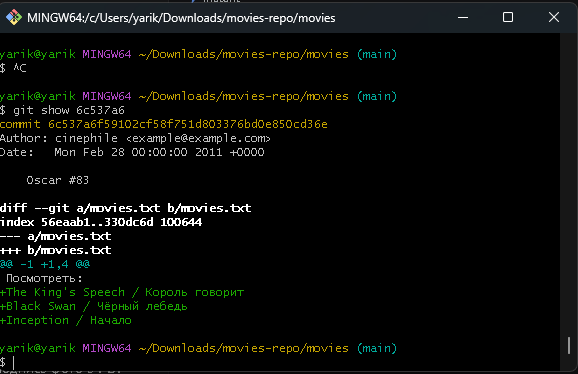 MINGW64:/c/Users/yarik/Downloads/movies-repo/movies
yarik@yarik MINGW64 ~/Downloads/movies-repo/movies (main)
$ ^C
yarik@yarik MINGW64 ~/Downloads/movies-repo/movies (main)
$ git show 6c537a6
commit 6c537a6f59102cf58f751d803376bd0e850cd36e
Author: cinephile <example@example.com>
Date:   Mon Feb 28 00:00:00 2011 +0000
Oscar #83
diff --git a/movies.txt b/movies.txt
index 56eaab1..330dc6d 100644
--- a/movies.txt
+++ b/movies.txt
@@ -1 +1,4 @@
Посмотреть:
+The King's Speech / Король говорит
+Black Swan / Чёрный лебедь
+Inception / Начало
yarik@yarik MINGW64 ~/Downloads/movies-repo/movies (main)
$